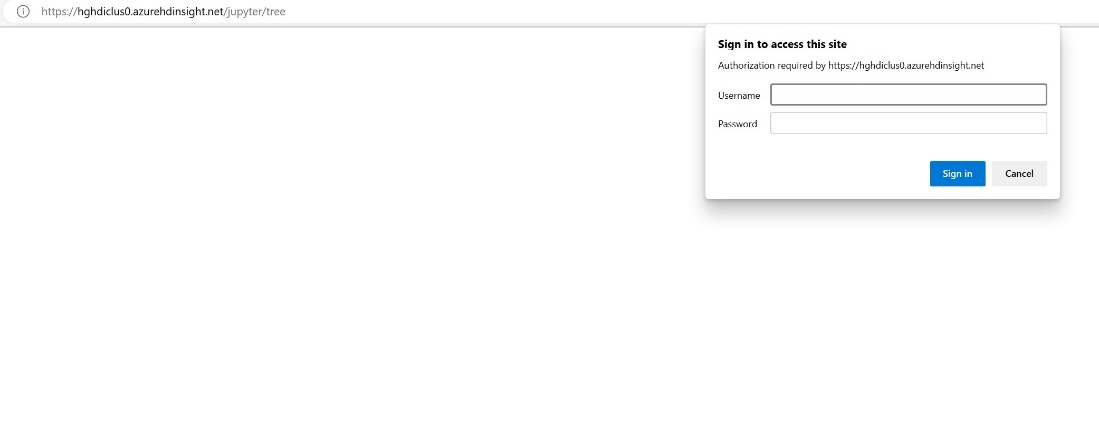 https://hghdiclus0.azurehdinsight.net/jupyter/tree
Sign in to access this site
Authorization required by https://hghdiclus0.azurehdinsight.net
Username
Password
Sign in Cancel